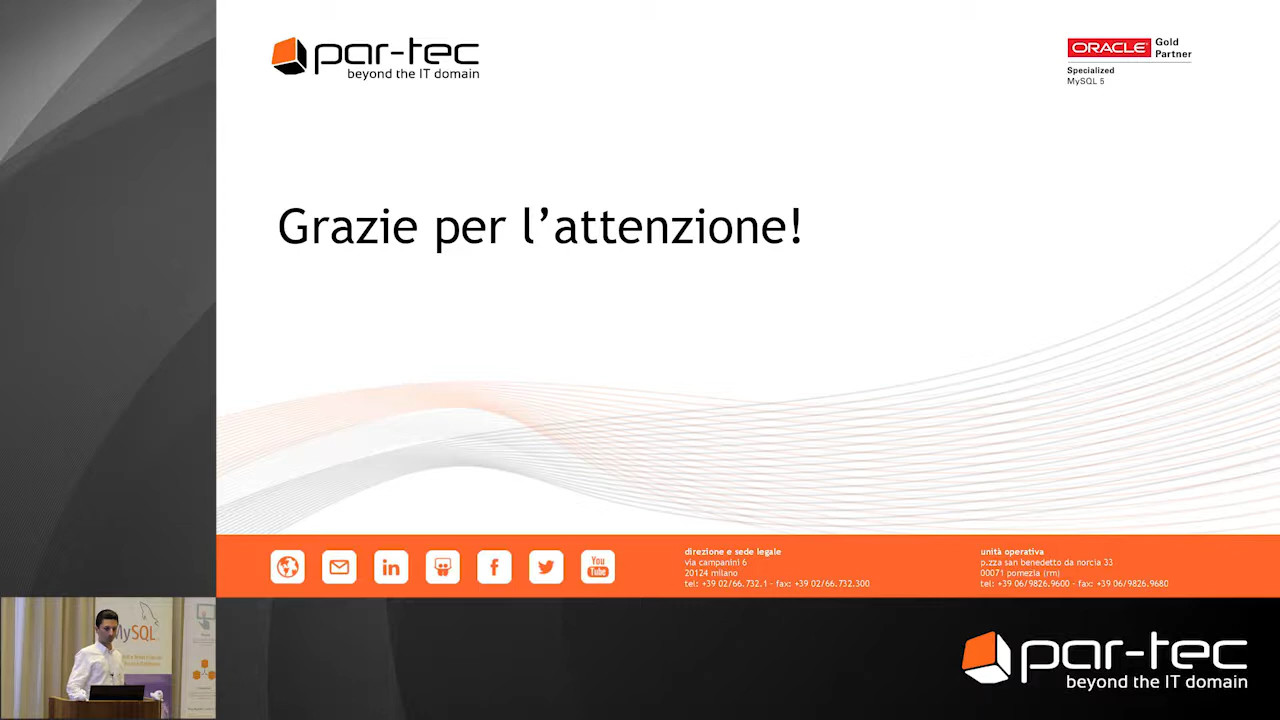 par-tec
beyond the IT domain
ORACLE Gold
Partner
Specialized
MySQL 5
Grazie per l’attenzione!
in
f
You
Tube
direzione e sede legale
via campanini 6
20124 milano
tel: +39 02/66.732.1 - fax: +39 02/66.732.300
unità operativa
p.zza san benedetto da norcia 33
00071 pomezia (rm)
tel: +39 06/9826.9600 - fax: +39 06/9826.9680
MySQL
par-tec
beyond the IT domain